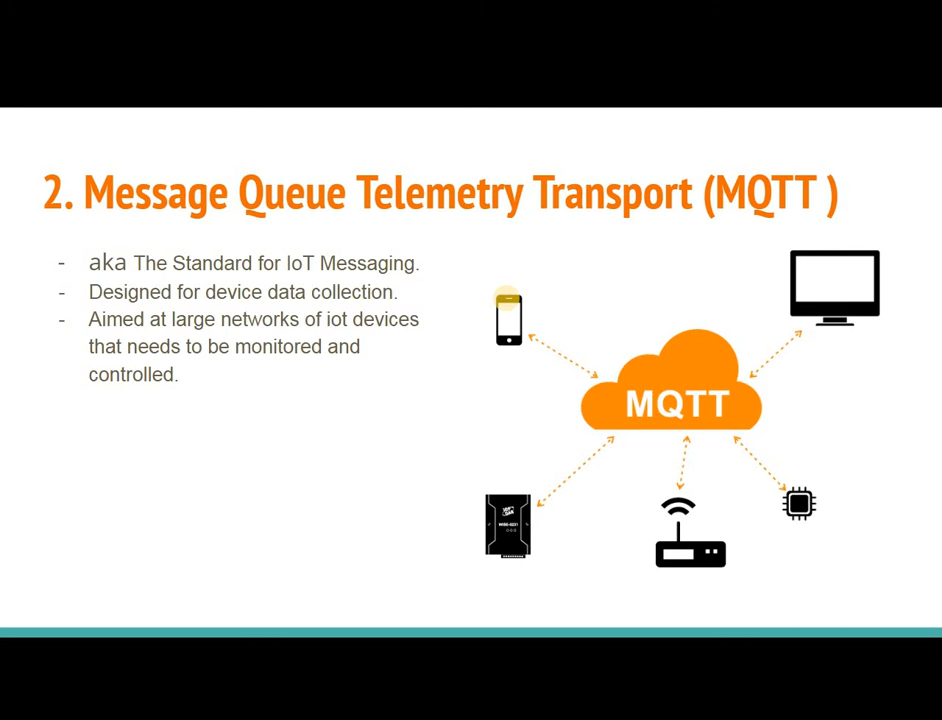 2. Message Queue Telemetry Transport (MQTT )
- aka The Standard for IoT Messaging.
- Designed for device data collection.
- Aimed at large networks of iot devices
that needs to be monitored and
controlled.
MQTT